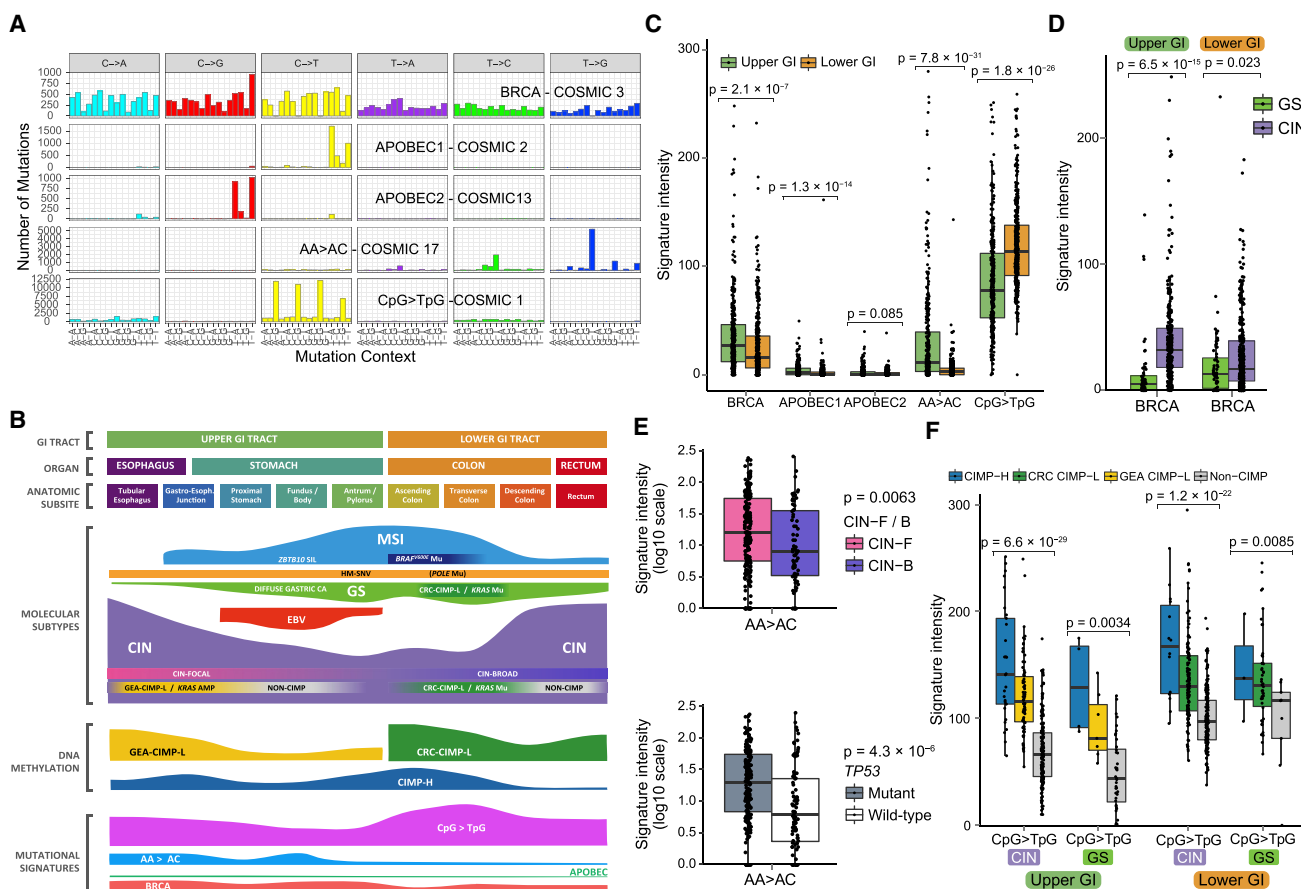 A
C−>A
C−>G
C−>T
T−>A
T−>C
T−>G
Number of Mutations
1000
750
500
250
0
BRCA - COSMIC 3
1500
1000
500
0
APOBEC1 - COSMIC 2
1000
750
500
250
0
APOBEC2 - COSMIC13
5000
4000
3000
2000
1000
0
AA>AC - COSMIC 17
12500
10000
7500
5000
2500
0
CpG>TpG -COSMIC 1
Mutation Context
B
GI TRACT
UPPER GI TRACT
LOWER GI TRACT
ORGAN
ESOPHAGUS
STOMACH
COLON
RECTUM
ANATOMIC
SUBSITE
Tubular
Esophagus
Gastro-Esoph.
Junction
Proximal
Stomach
Fundus /
Body
Antrum /
Pylorus
Ascending
Colon
Transverse
Colon
Descending
Colon
Rectum
MOLECULAR
SUBTYPES
MSI
ZBTB10 SIL
BRAFV600E Mu
HM-SNV
(POLE Mu)
DIFFUSE GASTRIC CA
GS
CRC-CIMP-L / KRAS Mu
EBV
CIN
CIN
CIN-FOCAL
CIN-BROAD
GEA-CIMP-L / KRAS AMP
NON-CIMP
CRC-CIMP-L / KRAS Mu
NON-CIMP
DNA
METHYLATION
GEA-CIMP-L
CRC-CIMP-L
CIMP-H
MUTATIONAL
SIGNATURES
CpG > TpG
AA > AC
APOBEC
BRCA
C
Signature intensity
300
200
100
0
Upper GI
Lower GI
p = 2.1 × 10−7
p = 1.3 × 10−14
p = 0.085
p = 7.8 × 10−31
p = 1.8 × 10−26
BRCA
APOBEC1
APOBEC2
AA>AC
CpG>TpG
D
Upper GI
Lower GI
p = 6.5 × 10−15
p = 0.023
GS
CIN
Signature intensity
200
100
0
BRCA
BRCA
E
Signature intensity
(log10 scale)
2.5
2.0
1.5
1.0
0.5
0.0
AA>AC
p = 0.0063
CIN−F / B
CIN−F
CIN−B
Signature intensity
(log10 scale)
2.5
2.0
1.5
1.0
0.5
0.0
AA>AC
p = 4.3 × 10−6
TP53
Mutant
Wild−type
F
CIMP−H
CRC CIMP−L
GEA CIMP−L
Non−CIMP
Signature intensity
300
200
100
0
p = 6.6−29
p = 0.0034
p = 1.2 × 10−22
p = 0.0085
CpG>TpG
CpG>TpG
CpG>TpG
CpG>TpG
CIN
GS
CIN
GS
Upper GI
Lower GI